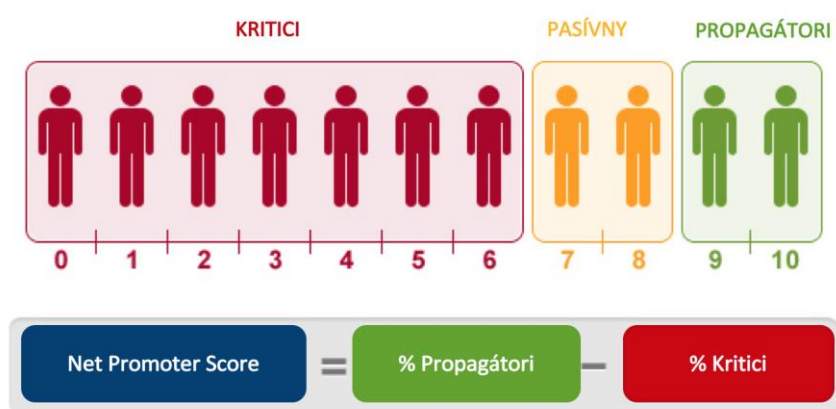 KRITICI PASÍVNY PROPAGÁTORI
0 1 2 3 4 5 6 7 8 9 10
Net Promoter Score = % Propagátori – % Kritici